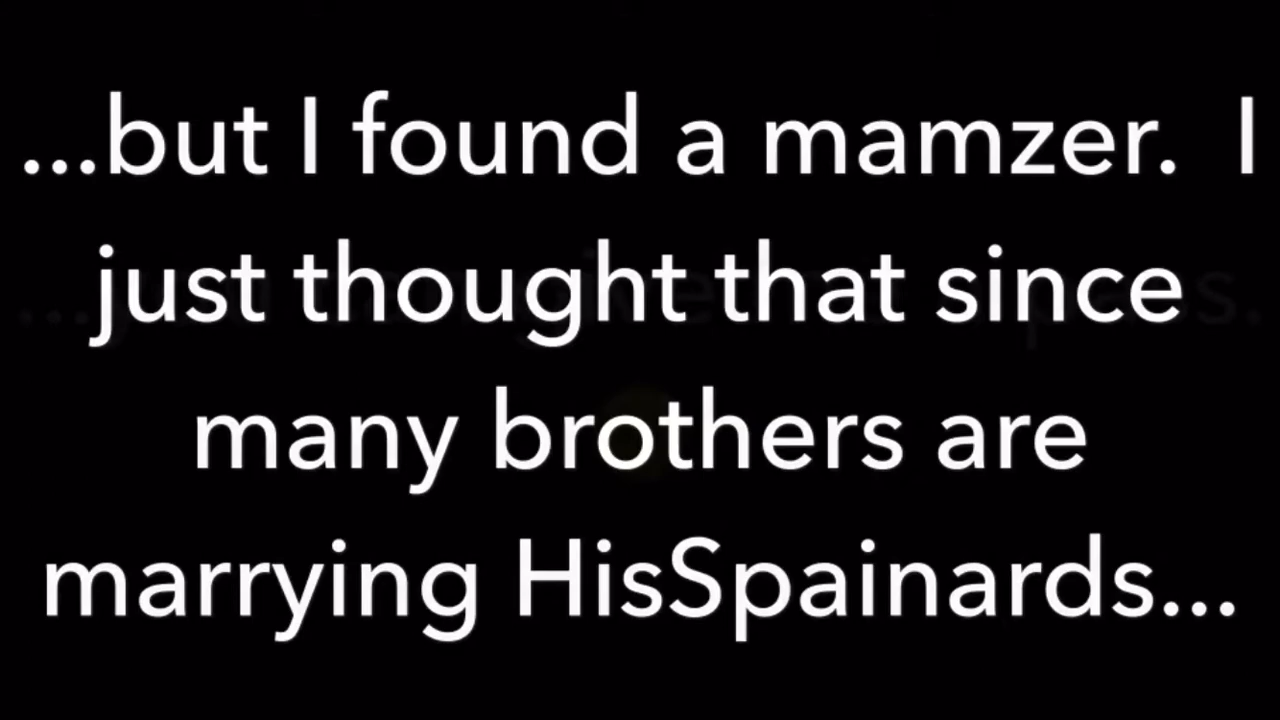 ...but I found a mamzer.  I
just thought that since
many brothers are
marrying HisSpainards...